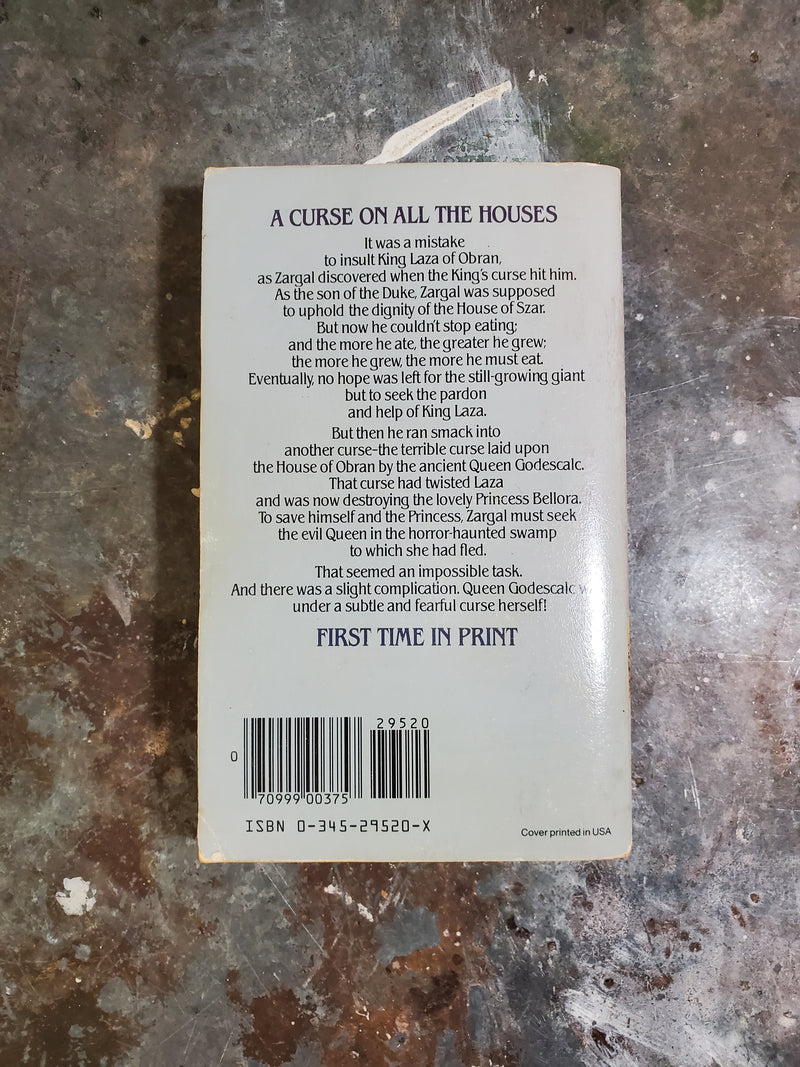 A CURSE ON ALL THE HOUSES
It was a mistake
to insult King Laza of Obran,
as Zargal discovered when the King's curse hit him.
As the son of the Duke, Zargal was supposed
to uphold the dignity of the House of Szar.
But now he couldn't stop eating;
and the more he ate, the greater he grew;
the more he grew, the more he must eat.
Eventually, no hope was left for the still-growing giant
but to seek the pardon
and help of King Laza.
But then he ran smack into
another curse–the terrible curse laid upon
the House of Obran by the ancient Queen Godescalc.
That curse had twisted Laza
and was now destroying the lovely Princess Bellora.
To save himself and the Princess, Zargal must seek
the evil Queen in the horror-haunted swamp
to which she had fled.
That seemed an impossible task.
And there was a slight complication. Queen Godescalc
under a subtle and fearful curse herself!
FIRST TIME IN PRINT
29520
0
70999 00375
ISBN 0-345-29520-X
Cover printed in USA